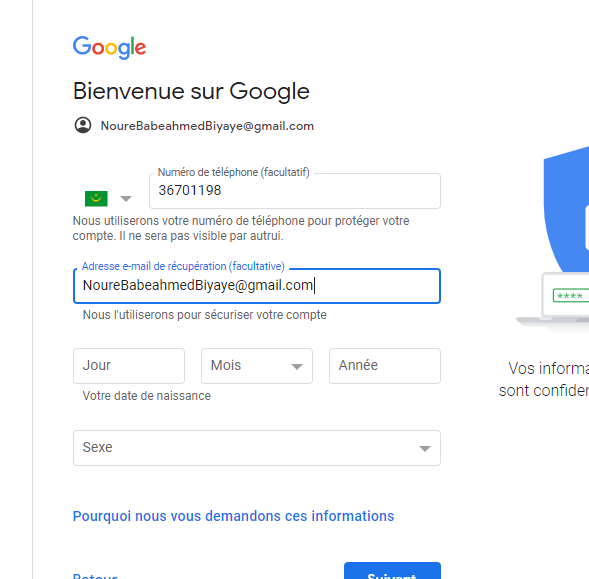 Google
Bienvenue sur Google
NoureBabeahmedBiyaye@gmail.com
Numéro de téléphone (facultatif)
36701198
Nous utiliserons votre numéro de téléphone pour protéger votre
compte. Il ne sera pas visible par autrui.
Adresse e-mail de récupération (facultative)
NoureBabeahmedBiyaye@gmail.com
Nous l'utiliserons pour sécuriser votre compte
Jour Mois Année
Votre date de naissance
Sexe
Pourquoi nous vous demandons ces informations
Retour Suivant
****
Vos informa
sont confider